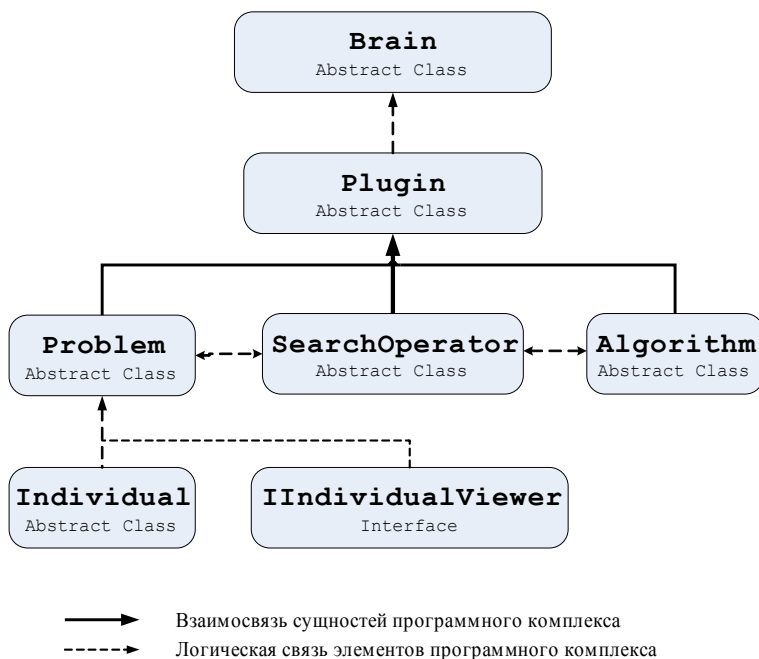 Brain
Abstract Class
Plugin
Abstract Class
Problem
Abstract Class
SearchOperator
Abstract Class
Algorithm
Abstract Class
Individual
Abstract Class
IIndividualViewer
Interface
Взаимосвязь сущностей программного комплекса
Логическая связь элементов программного комплекса